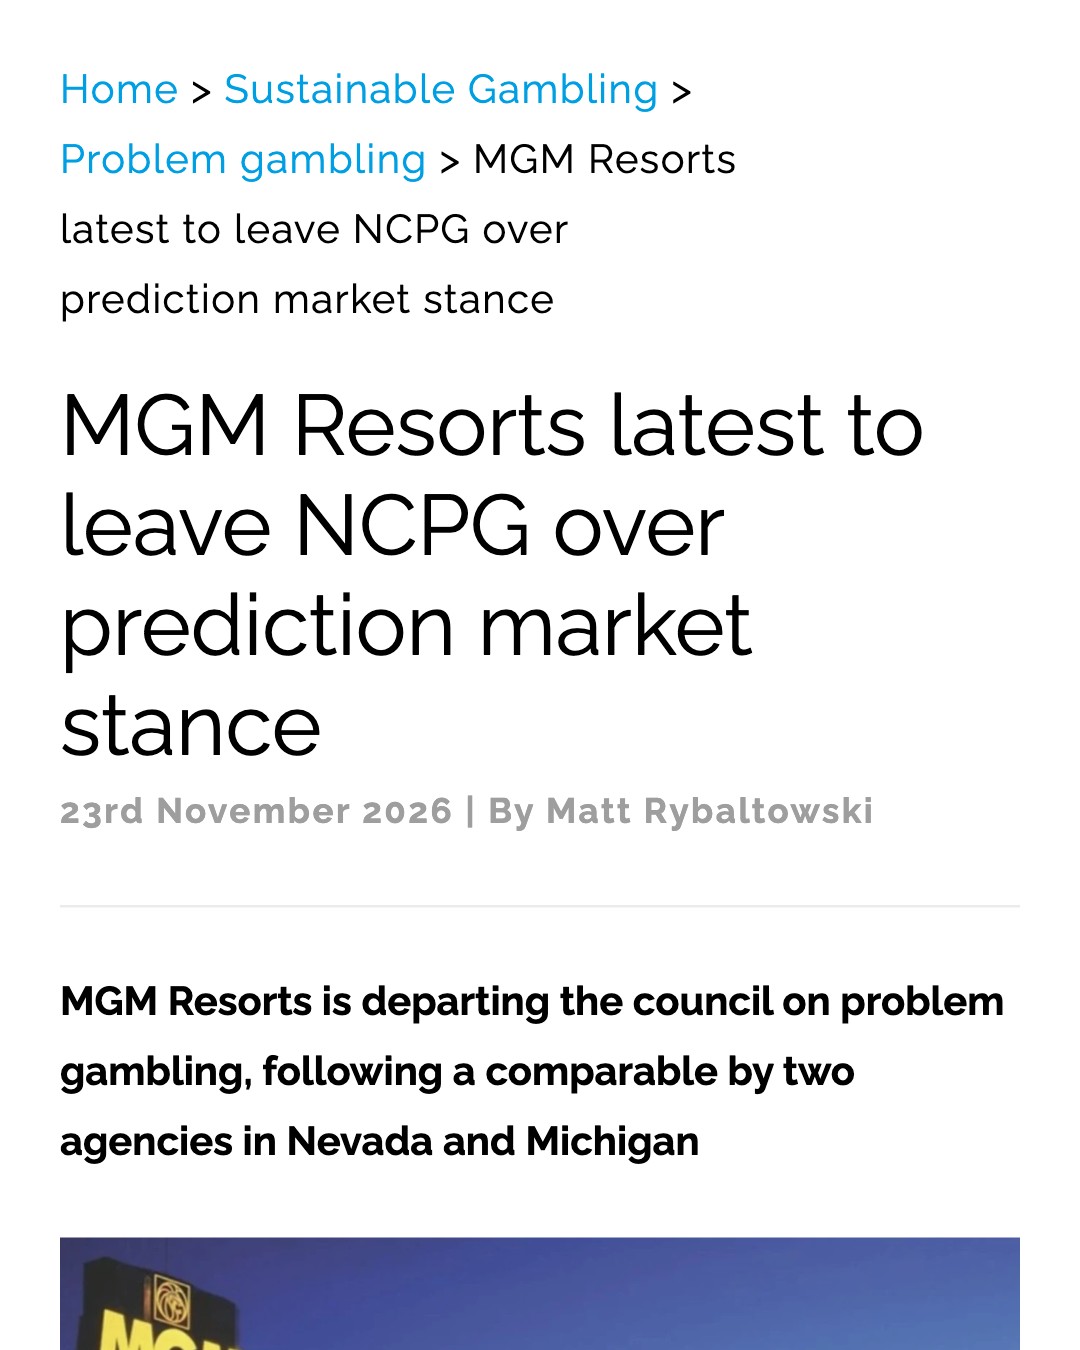 Home > Sustainable Gambling >
Problem gambling > MGM Resorts
latest to leave NCPG over
prediction market stance
MGM Resorts latest to
leave NCPG over
prediction market
stance
23rd November 2026 | By Matt Rybaltowski
MGM Resorts is departing the council on problem
gambling, following a comparable by two
agencies in Nevada and Michigan
MGM